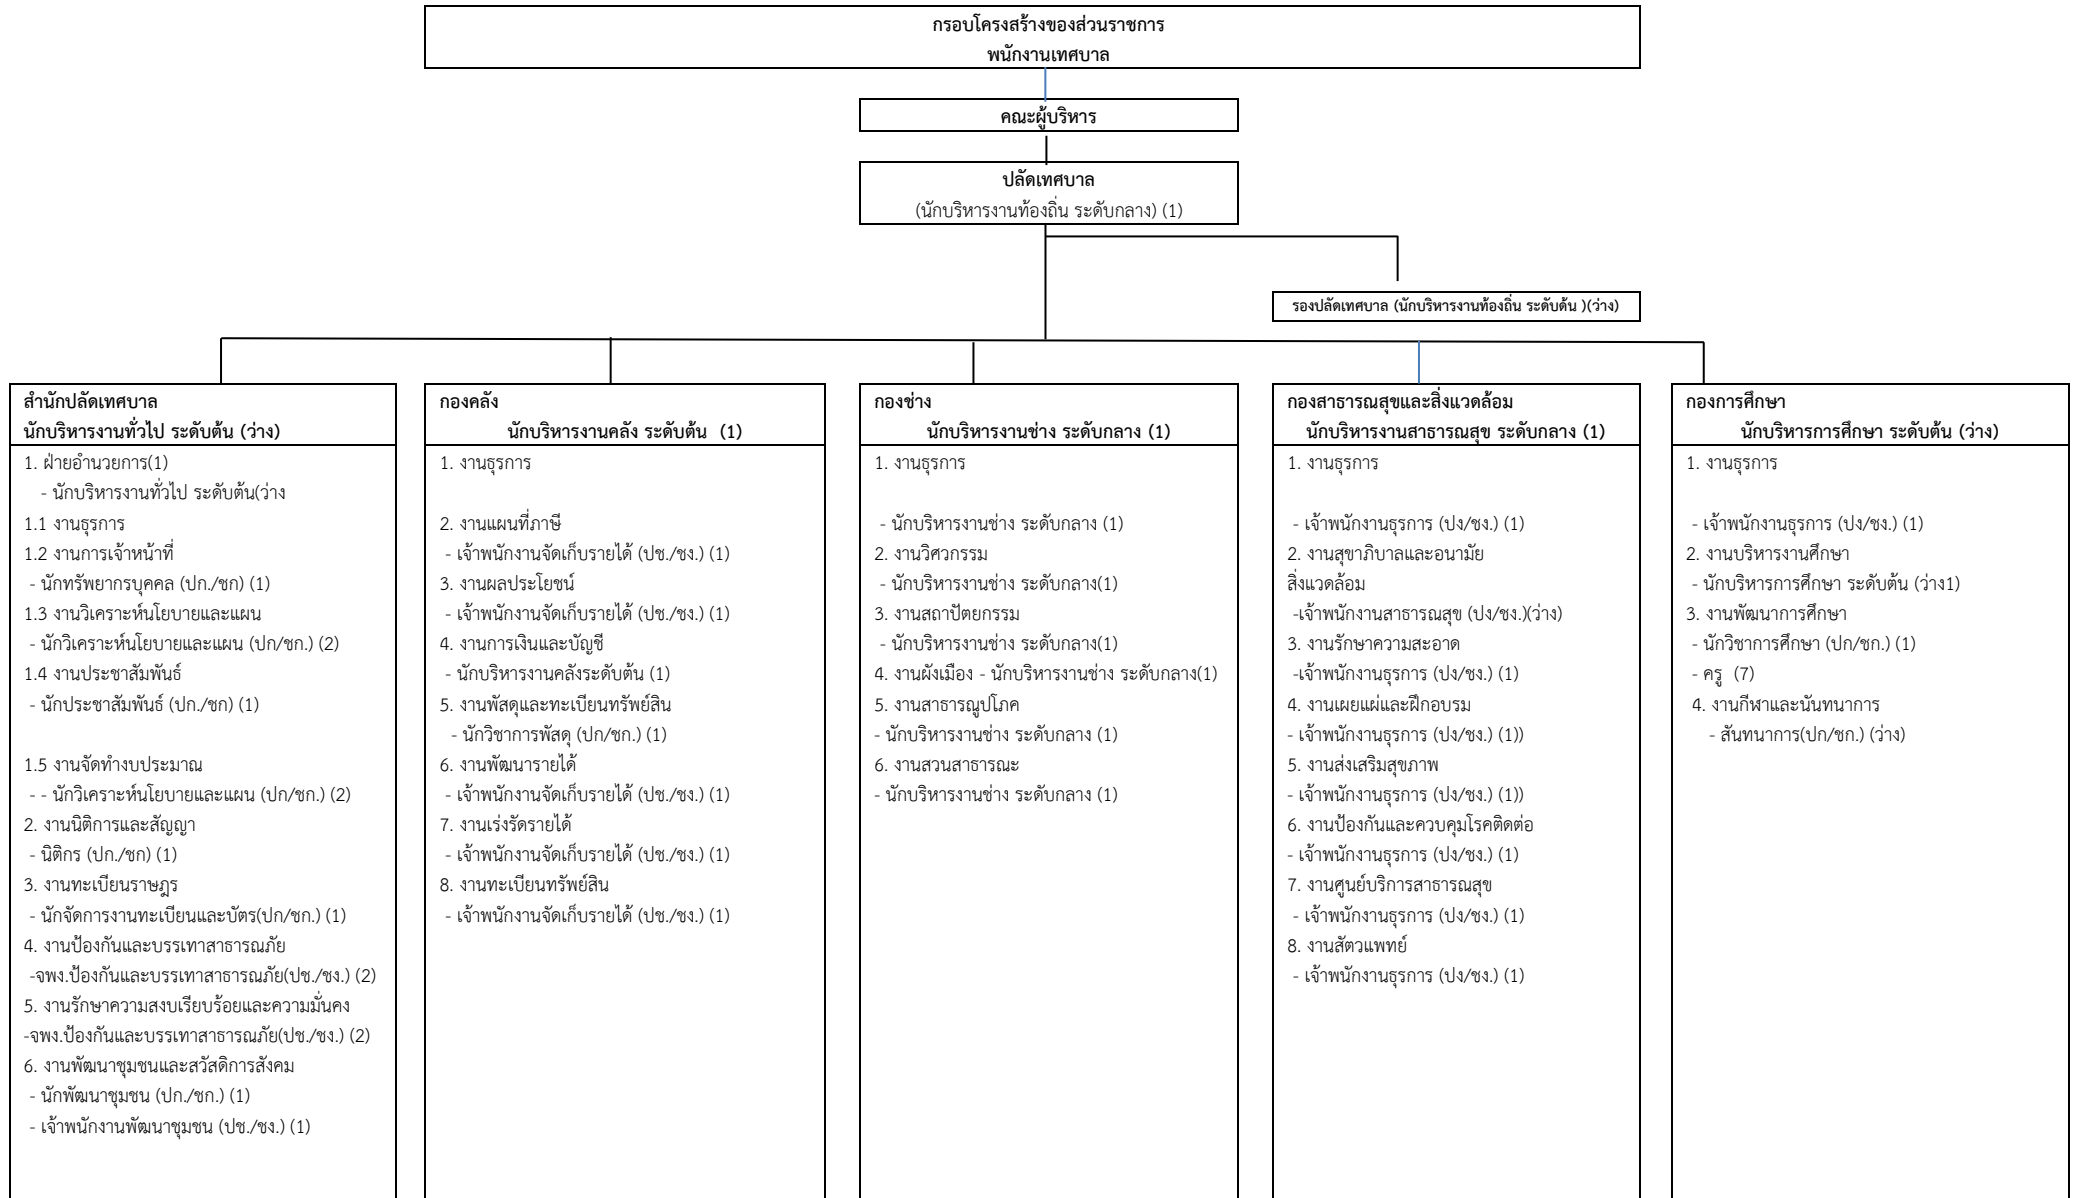 กรอบโครงสร้างของส่วนราชการ
พนักงานเทศบาล
คณะผู้บริหาร
ปลัดเทศบาล
(นักบริหารงานท้องถิ่น ระดับกลาง) (1)
รองปลัดเทศบาล (นักบริหารงานท้องถิ่น ระดับต้น )(ว่าง)
สำนักปลัดเทศบาล
นักบริหารงานทั่วไป ระดับต้น (ว่าง)
1. ฝ่ายอำนวยการ(1)
- นักบริหารงานทั่วไป ระดับต้น(ว่าง
1.1 งานธุรการ
1.2 งานการเจ้าหน้าที่
- นักทรัพยากรบุคคล (ปก./ชก) (1)
1.3 งานวิเคราะห์นโยบายและแผน
- นักวิเคราะห์นโยบายและแผน (ปก/ชก.) (2)
1.4 งานประชาสัมพันธ์
- นักประชาสัมพันธ์ (ปก./ชก) (1)
1.5 งานจัดทำงบประมาณ
- - นักวิเคราะห์นโยบายและแผน (ปก/ชก.) (2)
2. งานนิติการและสัญญา
- นิติกร (ปก./ชก) (1)
3. งานทะเบียนราษฎร
- นักจัดการงานทะเบียนและบัตร(ปก/ชก.) (1)
4. งานป้องกันและบรรเทาสาธารณภัย
-จพง.ป้องกันและบรรเทาสาธารณภัย(ปช./ชง.) (2)
5. งานรักษาความสงบเรียบร้อยและความมั่นคง
-จพง.ป้องกันและบรรเทาสาธารณภัย(ปช./ชง.) (2)
6. งานพัฒนาชุมชนและสวัสดิการสังคม
- นักพัฒนาชุมชน (ปก./ชก.) (1)
- เจ้าพนักงานพัฒนาชุมชน (ปช./ชง.) (1)
กองคลัง
นักบริหารงานคลัง ระดับต้น (1)
1. งานธุรการ
2. งานแผนที่ภาษี
- เจ้าพนักงานจัดเก็บรายได้ (ปช./ชง.) (1)
3. งานผลประโยชน์
- เจ้าพนักงานจัดเก็บรายได้ (ปช./ชง.) (1)
4. งานการเงินและบัญชี
- นักบริหารงานคลังระดับต้น (1)
5. งานพัสดุและทะเบียนทรัพย์สิน
- นักวิชาการพัสดุ (ปก/ชก.) (1)
6. งานพัฒนารายได้
- เจ้าพนักงานจัดเก็บรายได้ (ปช./ชง.) (1)
7. งานเร่งรัดรายได้
- เจ้าพนักงานจัดเก็บรายได้ (ปช./ชง.) (1)
8. งานทะเบียนทรัพย์สิน
- เจ้าพนักงานจัดเก็บรายได้ (ปช./ชง.) (1)
กองช่าง
นักบริหารงานช่าง ระดับกลาง (1)
1. งานธุรการ
- นักบริหารงานช่าง ระดับกลาง (1)
2. งานวิศวกรรม
- นักบริหารงานช่าง ระดับกลาง(1)
3. งานสถาปัตยกรรม
- นักบริหารงานช่าง ระดับกลาง(1)
4. งานผังเมือง - นักบริหารงานช่าง ระดับกลาง(1)
5. งานสาธารณูปโภค
- นักบริหารงานช่าง ระดับกลาง (1)
6. งานสวนสาธารณะ
- นักบริหารงานช่าง ระดับกลาง (1)
กองสาธารณสุขและสิ่งแวดล้อม
นักบริหารงานสาธารณสุข ระดับกลาง (1)
1. งานธุรการ
- เจ้าพนักงานธุรการ (ปง/ชง.) (1)
2. งานสุขาภิบาลและอนามัย
สิ่งแวดล้อม
-เจ้าพนักงานสาธารณสุข (ปง/ชง.)(ว่าง)
3. งานรักษาความสะอาด
-เจ้าพนักงานธุรการ (ปง/ชง.) (1)
4. งานเผยแผ่และฝึกอบรม
- เจ้าพนักงานธุรการ (ปง/ชง.) (1))
5. งานส่งเสริมสุขภาพ
- เจ้าพนักงานธุรการ (ปง/ชง.) (1))
6. งานป้องกันและควบคุมโรคติดต่อ
- เจ้าพนักงานธุรการ (ปง/ชง.) (1)
7. งานศูนย์บริการสาธารณสุข
- เจ้าพนักงานธุรการ (ปง/ชง.) (1)
8. งานสัตวแพทย์
- เจ้าพนักงานธุรการ (ปง/ชง.) (1)
กองการศึกษา
นักบริหารการศึกษา ระดับต้น (ว่าง)
1. งานธุรการ
- เจ้าพนักงานธุรการ (ปง/ชง.) (1)
2. งานบริหารงานศึกษา
- นักบริหารการศึกษา ระดับต้น (ว่าง1)
3. งานพัฒนาการศึกษา
- นักวิชาการศึกษา (ปก/ชก.) (1)
- ครู (7)
4. งานกีฬาและนันทนาการ
- สันทนาการ(ปก/ชก.) (ว่าง)